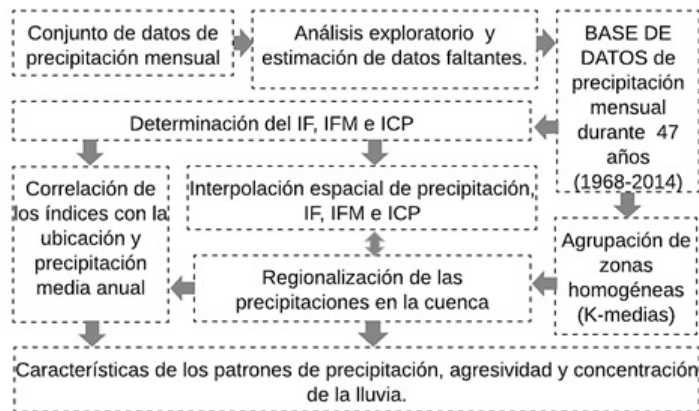 Conjunto de datos de
precipitación mensual
Análisis exploratorio y
estimación de datos faltantes.
BASE DE
DATOS de
precipitación
mensual
durante 47
años
(1968-2014)
Determinación del IF, IFM e ICP
Correlación de
los índices con la
ubicación y
precipitación
media anual
Interpolación espacial de precipitación,
IF, IFM e ICP
Agrupación de
zonas
homogéneas
(K-medias)
Regionalización de las
precipitaciones en la cuenca
Características de los patrones de precipitación, agresividad y concentración
de la lluvia.